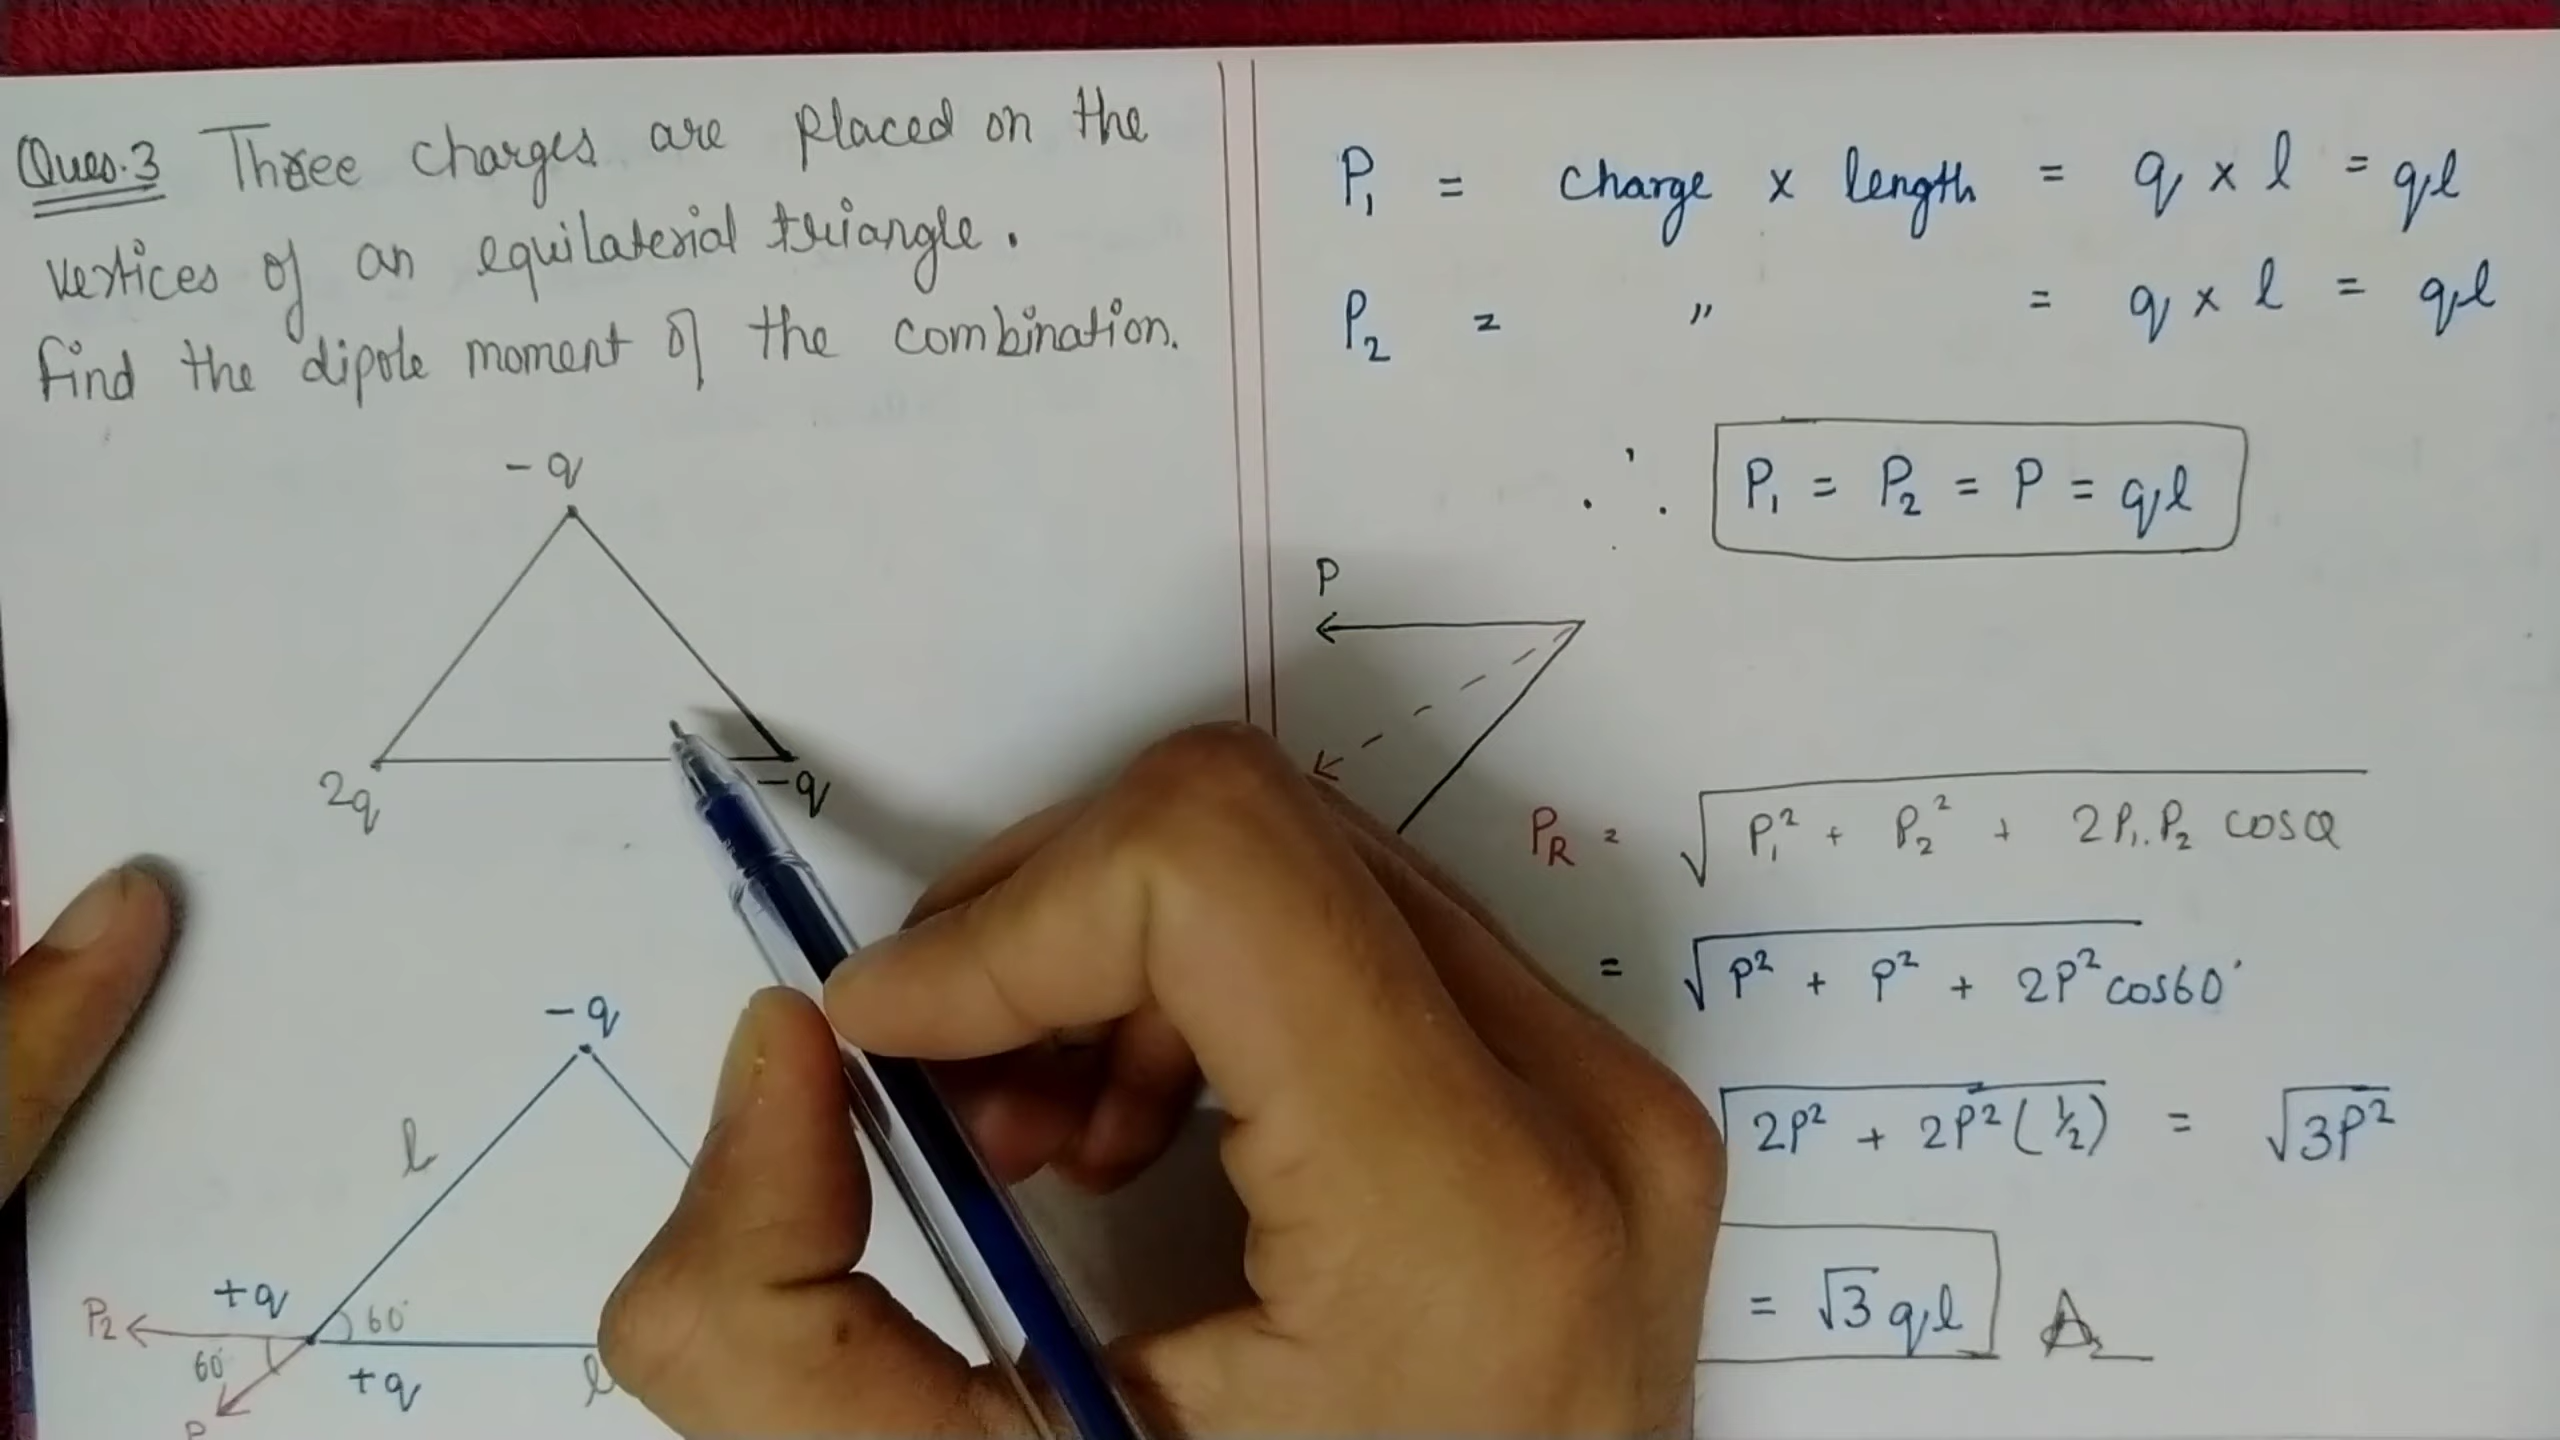 Ques.3 Three charges are placed on the
vertices of an equilaterial triangle.
find the dipole moment of the combination.
-q
2q
-q
-q
l
+q
60°
P2
60°
+q
l
P1 = charge × length = q × l = ql
P2 = " = q × l = ql
∴ P1 = P2 = P = ql
P
PR = √P1² + P2² + 2P1.P2 cosQ
= √P² + P² + 2P² cos60°
√2P² + 2P² (1/2) = √3P²
= √3 ql